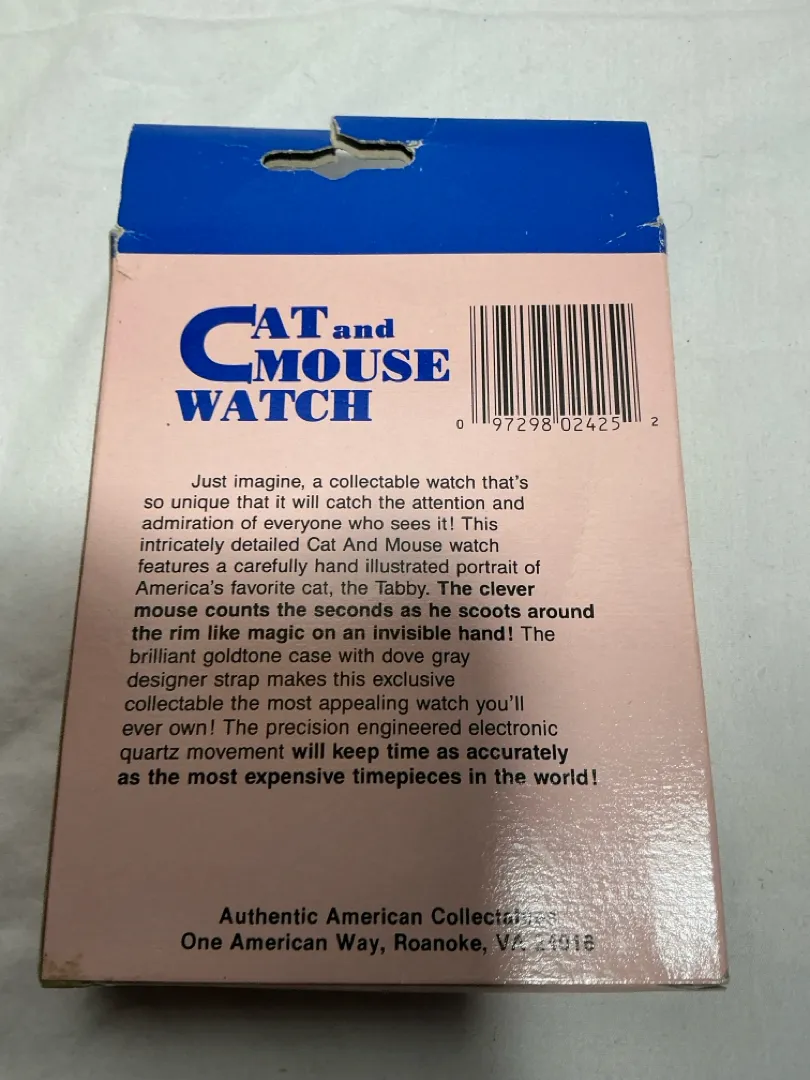 CAT and
MOUSE
WATCH
0 97298 02425 2
Just imagine, a collectable watch that's
so unique that it will catch the attention and
admiration of everyone who sees it! This
intricately detailed Cat And Mouse watch
features a carefully hand illustrated portrait of
America's favorite cat, the Tabby. The clever
mouse counts the seconds as he scoots around
the rim like magic on an invisible hand! The
brilliant goldtone case with dove gray
designer strap makes this exclusive
collectable the most appealing watch you'll
ever own! The precision engineered electronic
quartz movement will keep time as accurately
as the most expensive timepieces in the world!
Authentic American Collectables
One American Way, Roanoke, VA